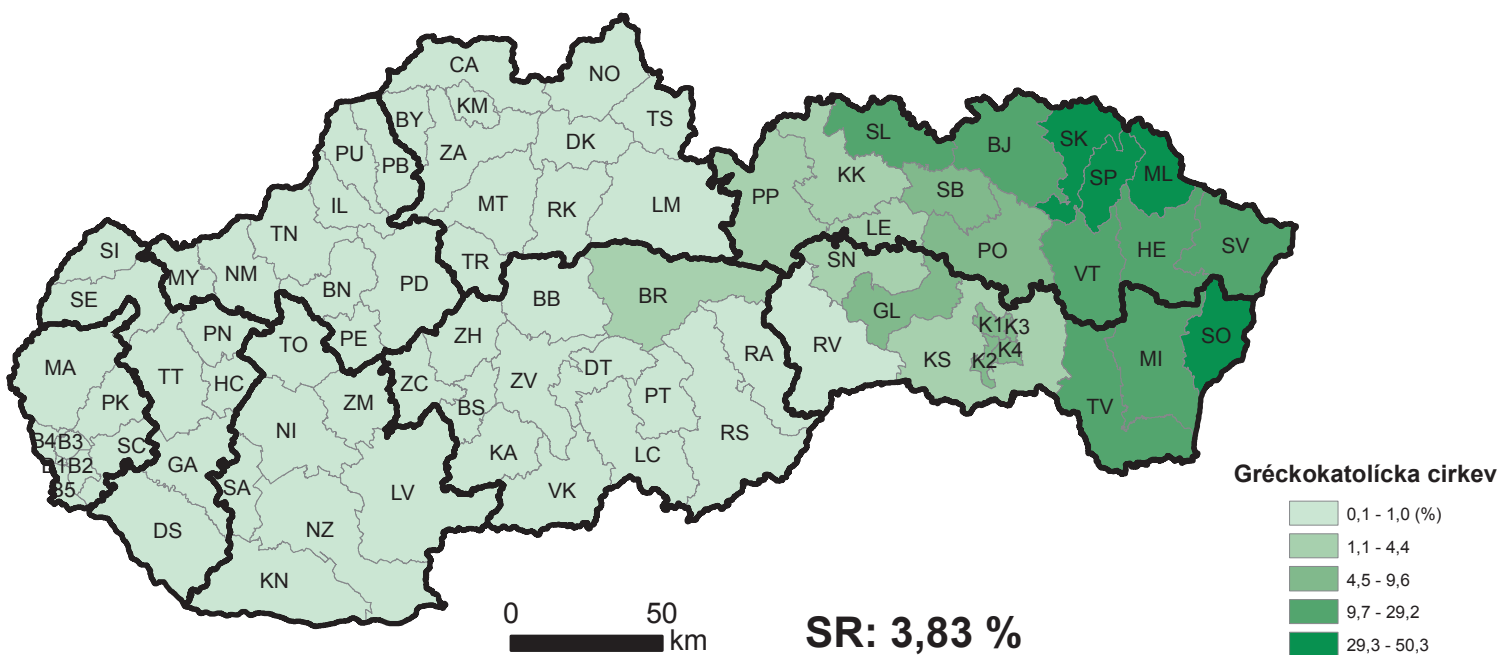 CA
NO
KM
BY
TS
PU
PB
ZA
DK
SL
BJ
SK
SP
ML
PP
KK
SB
IL
MT
RK
LM
LE
TN
SI
MY
NM
TR
PO
VT
HE
SV
SE
BN
PD
SN
BB
BR
GL
PN
PE
ZH
TO
K1
K3
K2
K4
RV
KS
RA
SO
MI
MA
TT
HC
ZC
ZM
DT
ZV
PT
PK
BS
TV
NI
RS
B4
B3
SC
KA
LC
B1
B2
GA
B5
SA
LV
VK
DS
NZ
KN
Gréckokatolícka cirkev
0,1 - 1,0 (%)
1,1 - 4,4
4,5 - 9,6
9,7 - 29,2
29,3 - 50,3
0 50
km
SR: 3,83 %